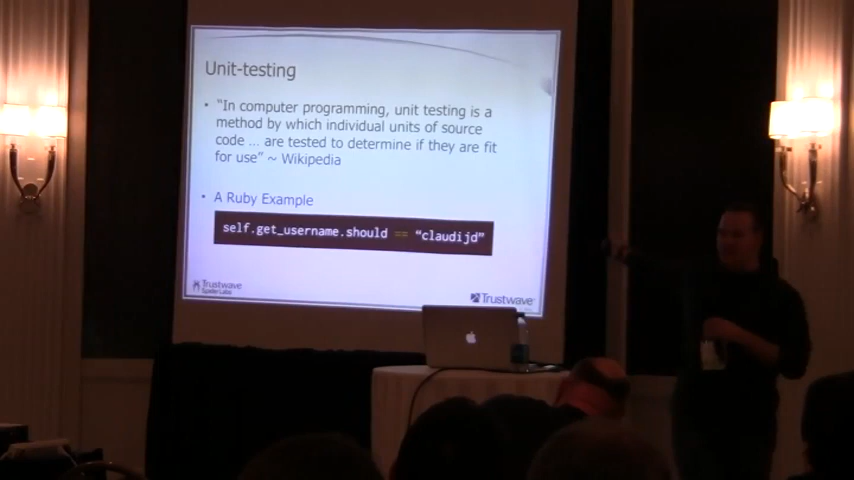 Unit-testing
• "In computer programming, unit testing is a
method by which individual units of source
code ... are tested to determine if they are fit
for use" ~ Wikipedia
• A Ruby Example
self.get_username.should == "claudijd"
Trustwave
SpiderLabs
Trustwave